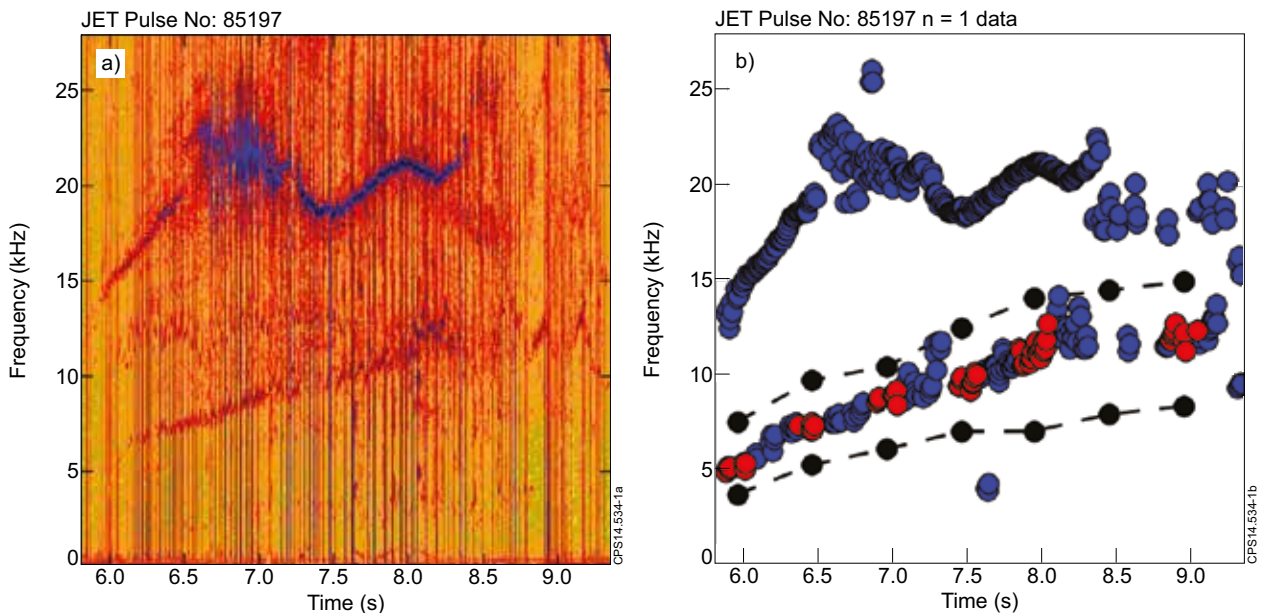 JET Pulse No: 85197
a)
25
20
15
10
5
0
6.0 6.5 7.0 7.5 8.0 8.5 9.0
Time (s)
Frequency (kHz)
CPS14.534-1a
JET Pulse No: 85197 n = 1 data
b)
25
20
15
10
5
0
6.0 6.5 7.0 7.5 8.0 8.5 9.0
Time (s)
Frequency (kHz)
CPS14.534-1b